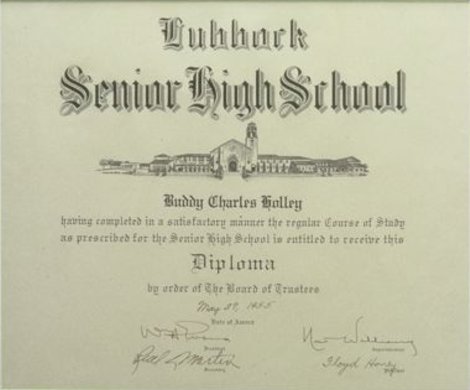 Lubbock
Senior High School
Buddy Charles Holley
having completed in a satisfactory manner the regular Course of Study
as prescribed for the Senior High School is entitled to receive this
Diploma
by order of The Board of Trustees
May 27, 1955
Date of Issance
President
Superintendent
Secretary
Principal